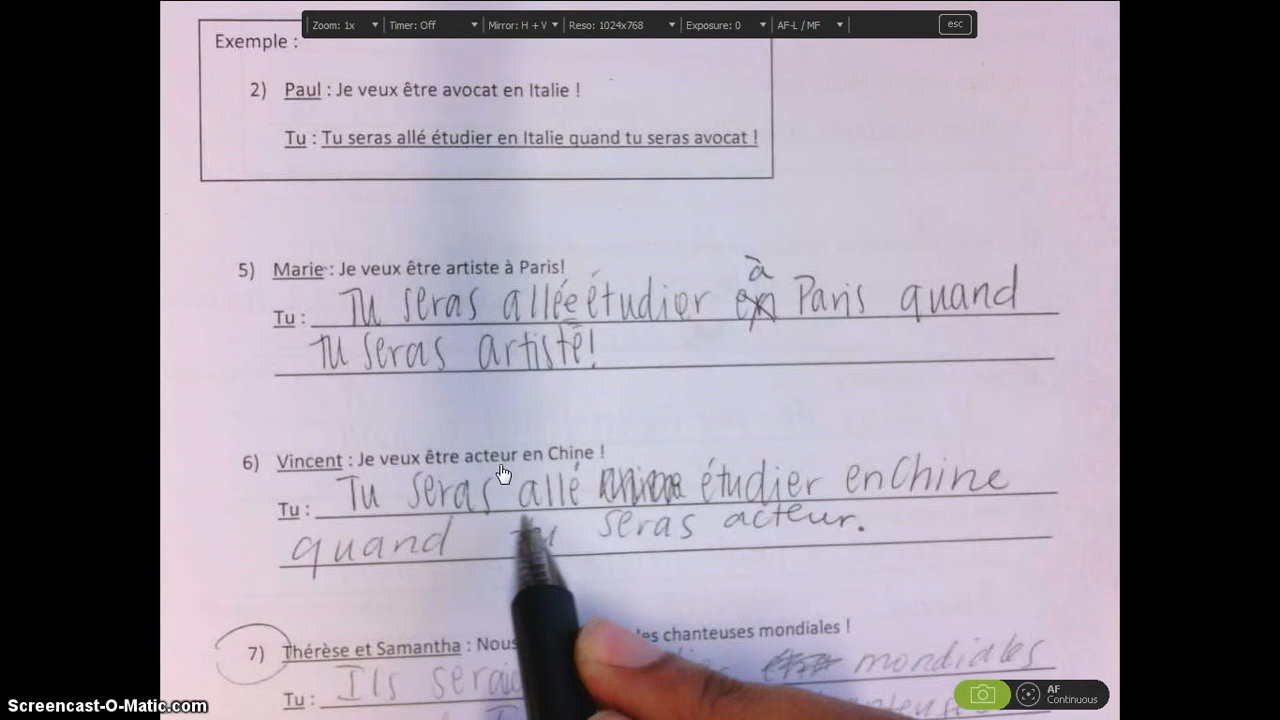 Zoom: 1x Timer: Off Mirror: H + V Reso: 1024x768 Exposure: 0 AF-L / MF esc
Exemple :
2) Paul : Je veux être avocat en Italie !
Tu : Tu seras allé étudier en Italie quand tu seras avocat !
5) Marie : Je veux être artiste à Paris!
à
Tu : Tu seras allée étudier en Paris quand
tu seras artiste!
6) Vincent : Je veux être acteur en Chine !
Tu : Tu seras allé étudier en Chine
quand tu seras acteur.
7) Thérèse et Samantha : Nous des chanteuses mondiales !
Tu : Ils mondiales
AF
Continuous
Screencast-O-Matic.com